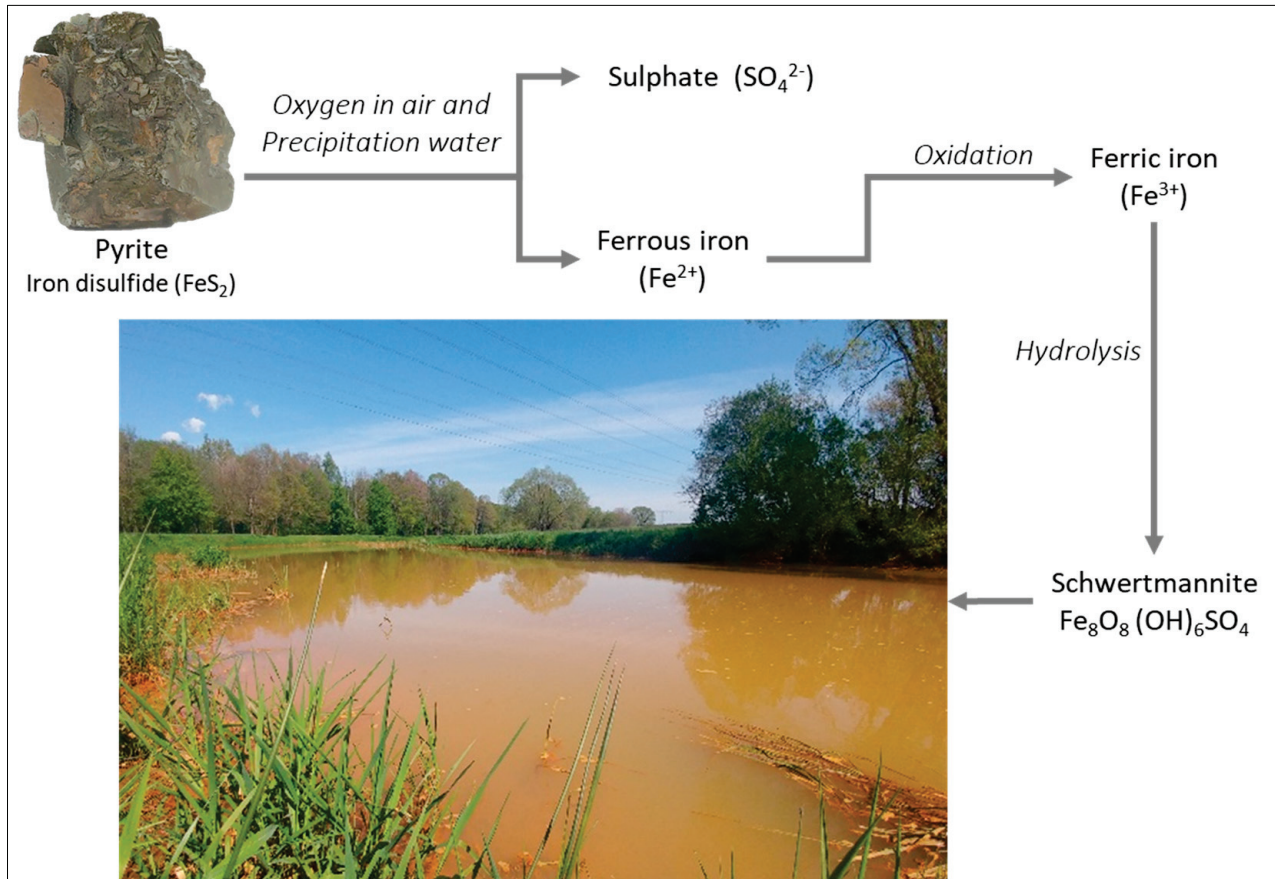 Oxygen in air and
Precipitation water
Sulphate (SO₄²⁻)
Oxidation
Ferric iron
(Fe³⁺)
Pyrite
Iron disulfide (FeS₂)
Ferrous iron
(Fe²⁺)
Hydrolysis
Schwertmannite
Fe₈O₈ (OH)₆SO₄